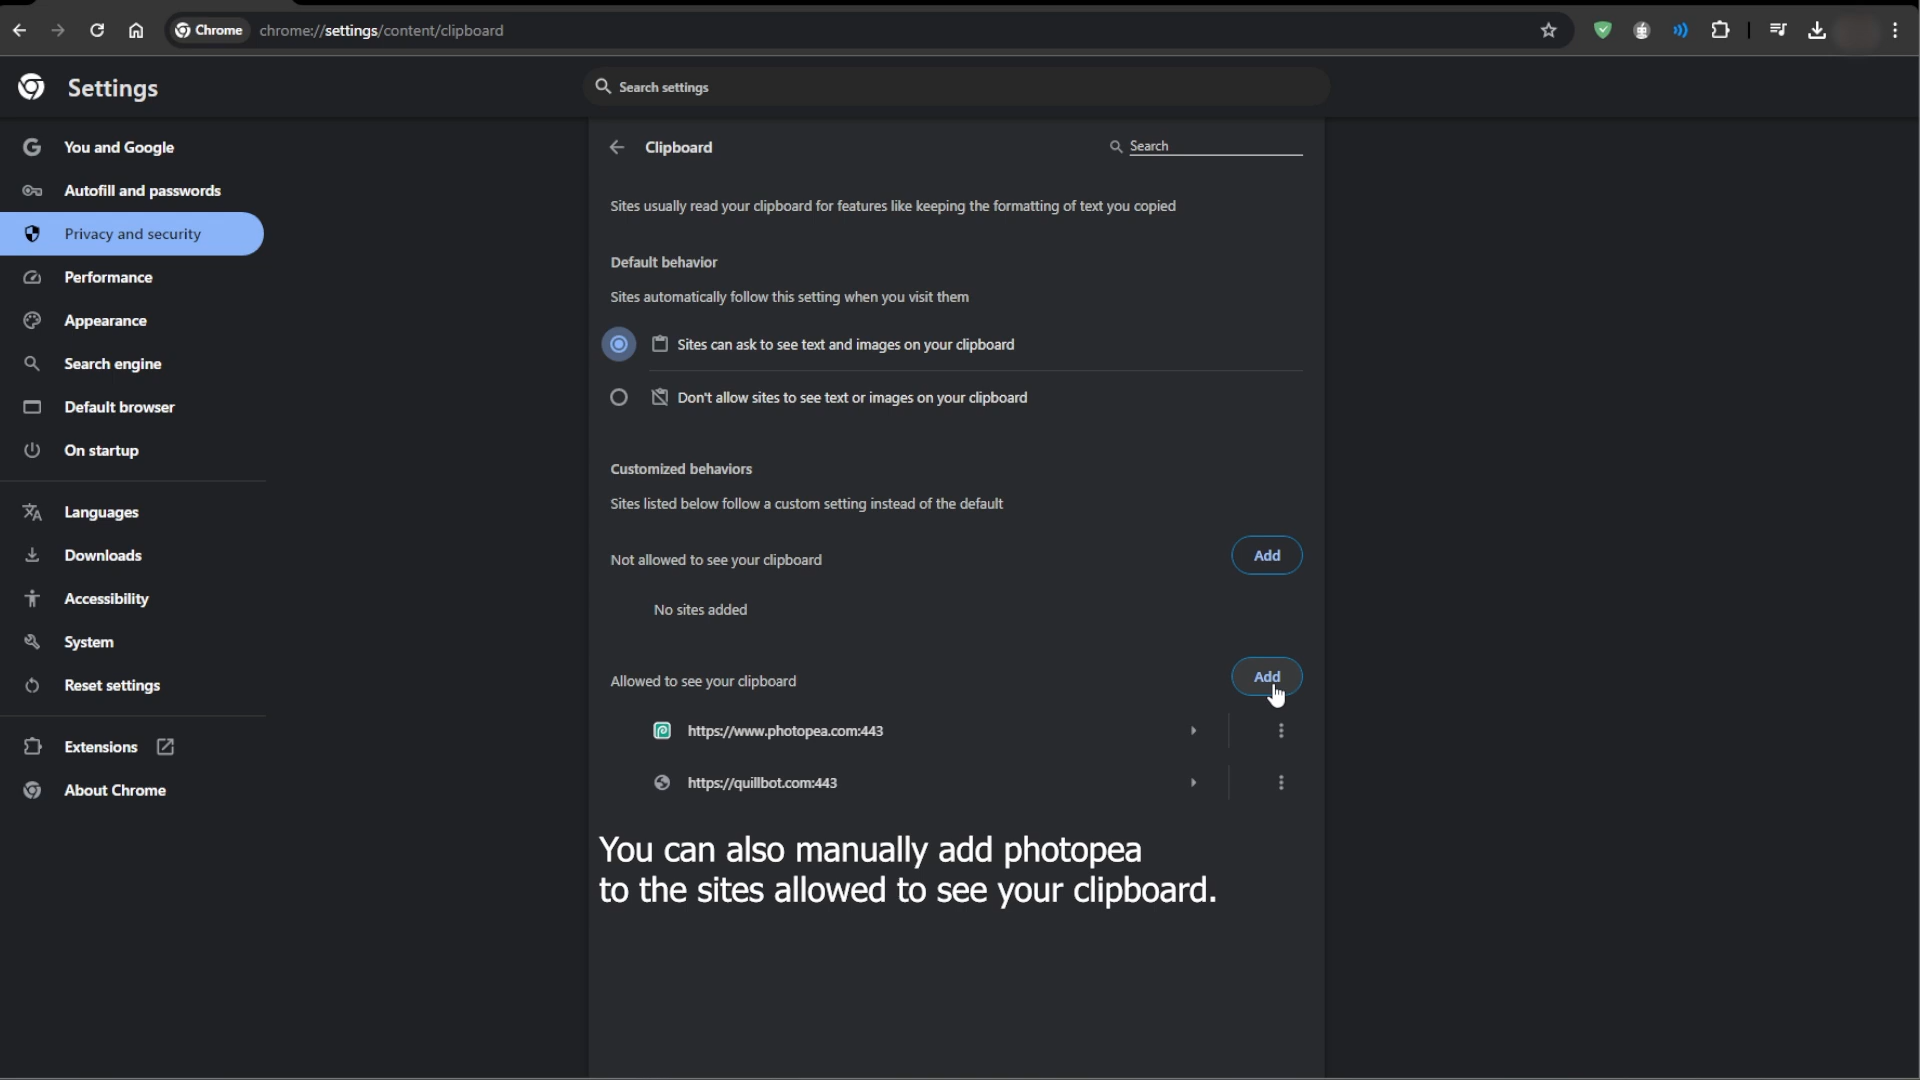 Chrome chrome://settings/content/clipboard
Settings
Search settings
You and Google
Autofill and passwords
Privacy and security
Performance
Appearance
Search engine
Default browser
On startup
Languages
Downloads
Accessibility
System
Reset settings
Extensions
About Chrome
Clipboard
Search
Sites usually read your clipboard for features like keeping the formatting of text you copied
Default behavior
Sites automatically follow this setting when you visit them
Sites can ask to see text and images on your clipboard
Don't allow sites to see text or images on your clipboard
Customized behaviors
Sites listed below follow a custom setting instead of the default
Not allowed to see your clipboard
Add
No sites added
Allowed to see your clipboard
Add
https://www.photopea.com:443
https://quillbot.com:443
You can also manually add photopea
to the sites allowed to see your clipboard.